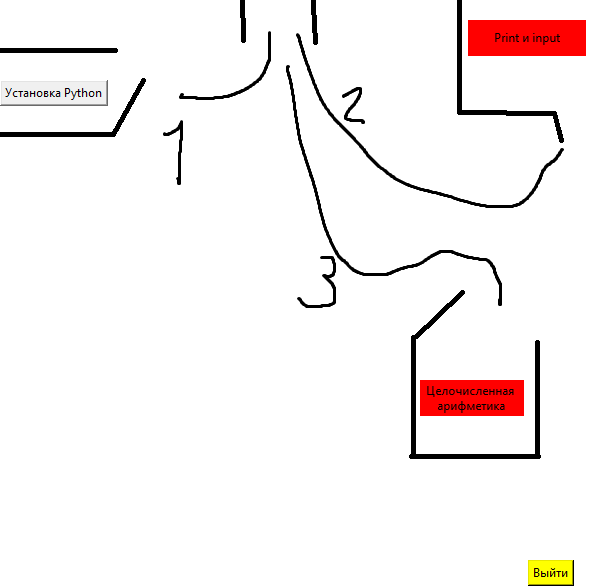 Print и input
Установка Python
2
1
3
Целочисленная
арифметика
Выйти